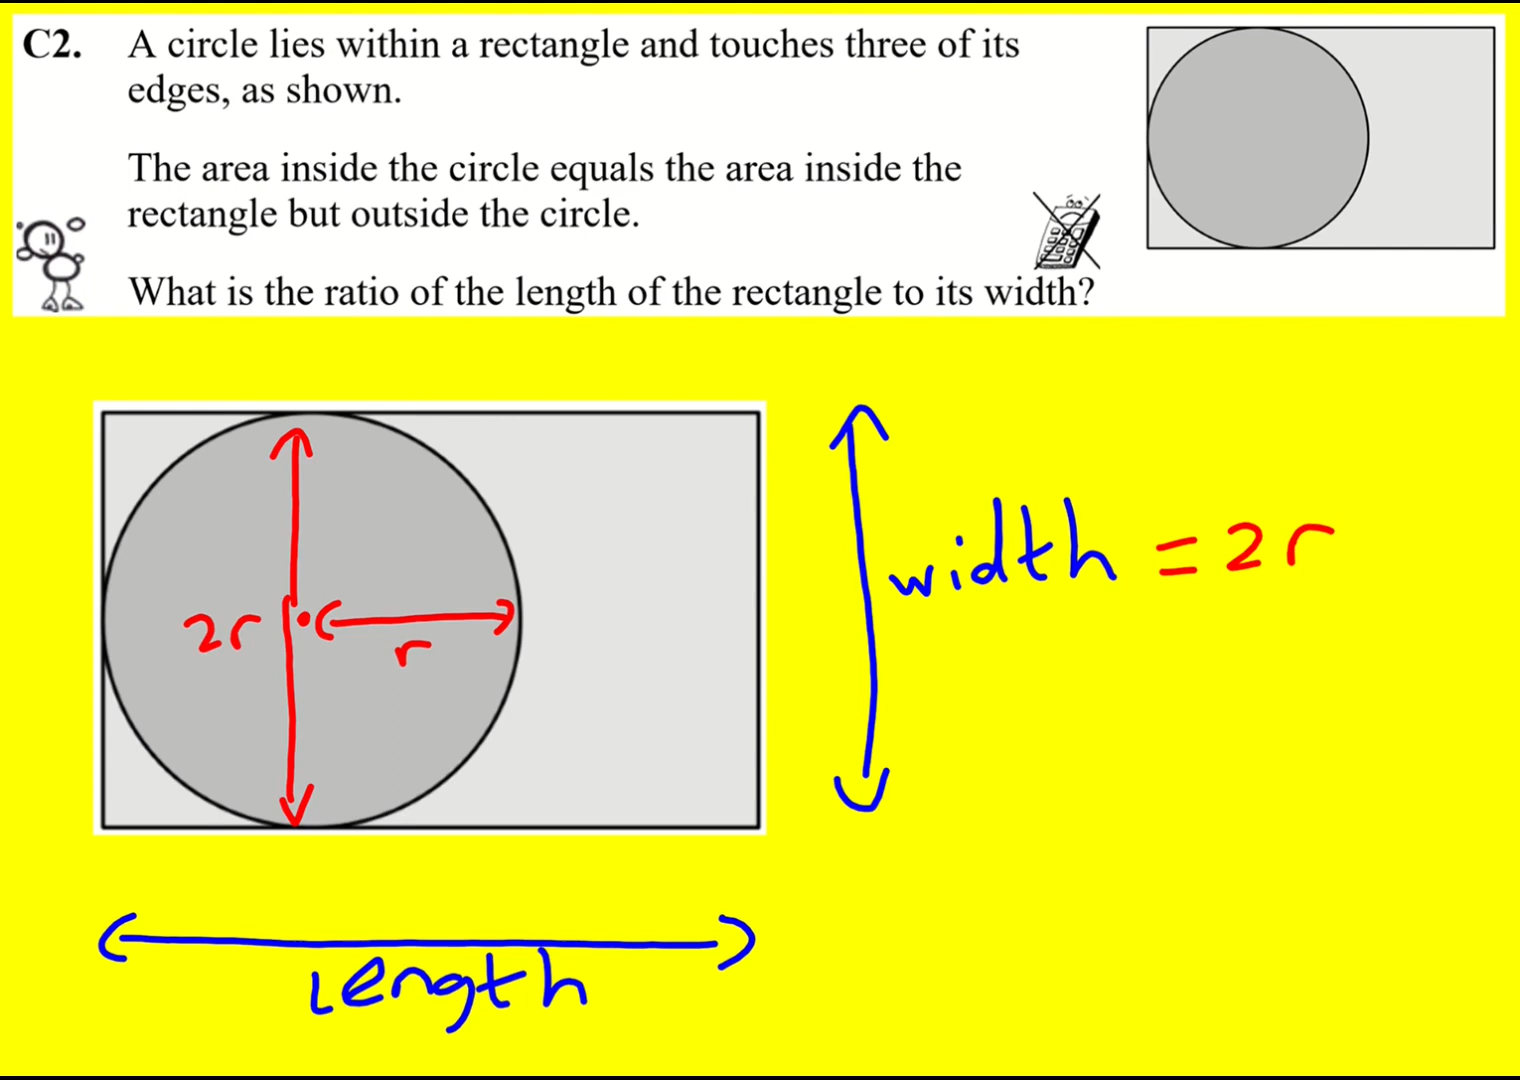 C2. A circle lies within a rectangle and touches three of its
edges, as shown.
The area inside the circle equals the area inside the
rectangle but outside the circle.
What is the ratio of the length of the rectangle to its width?
width = 2r
2r
r
Length